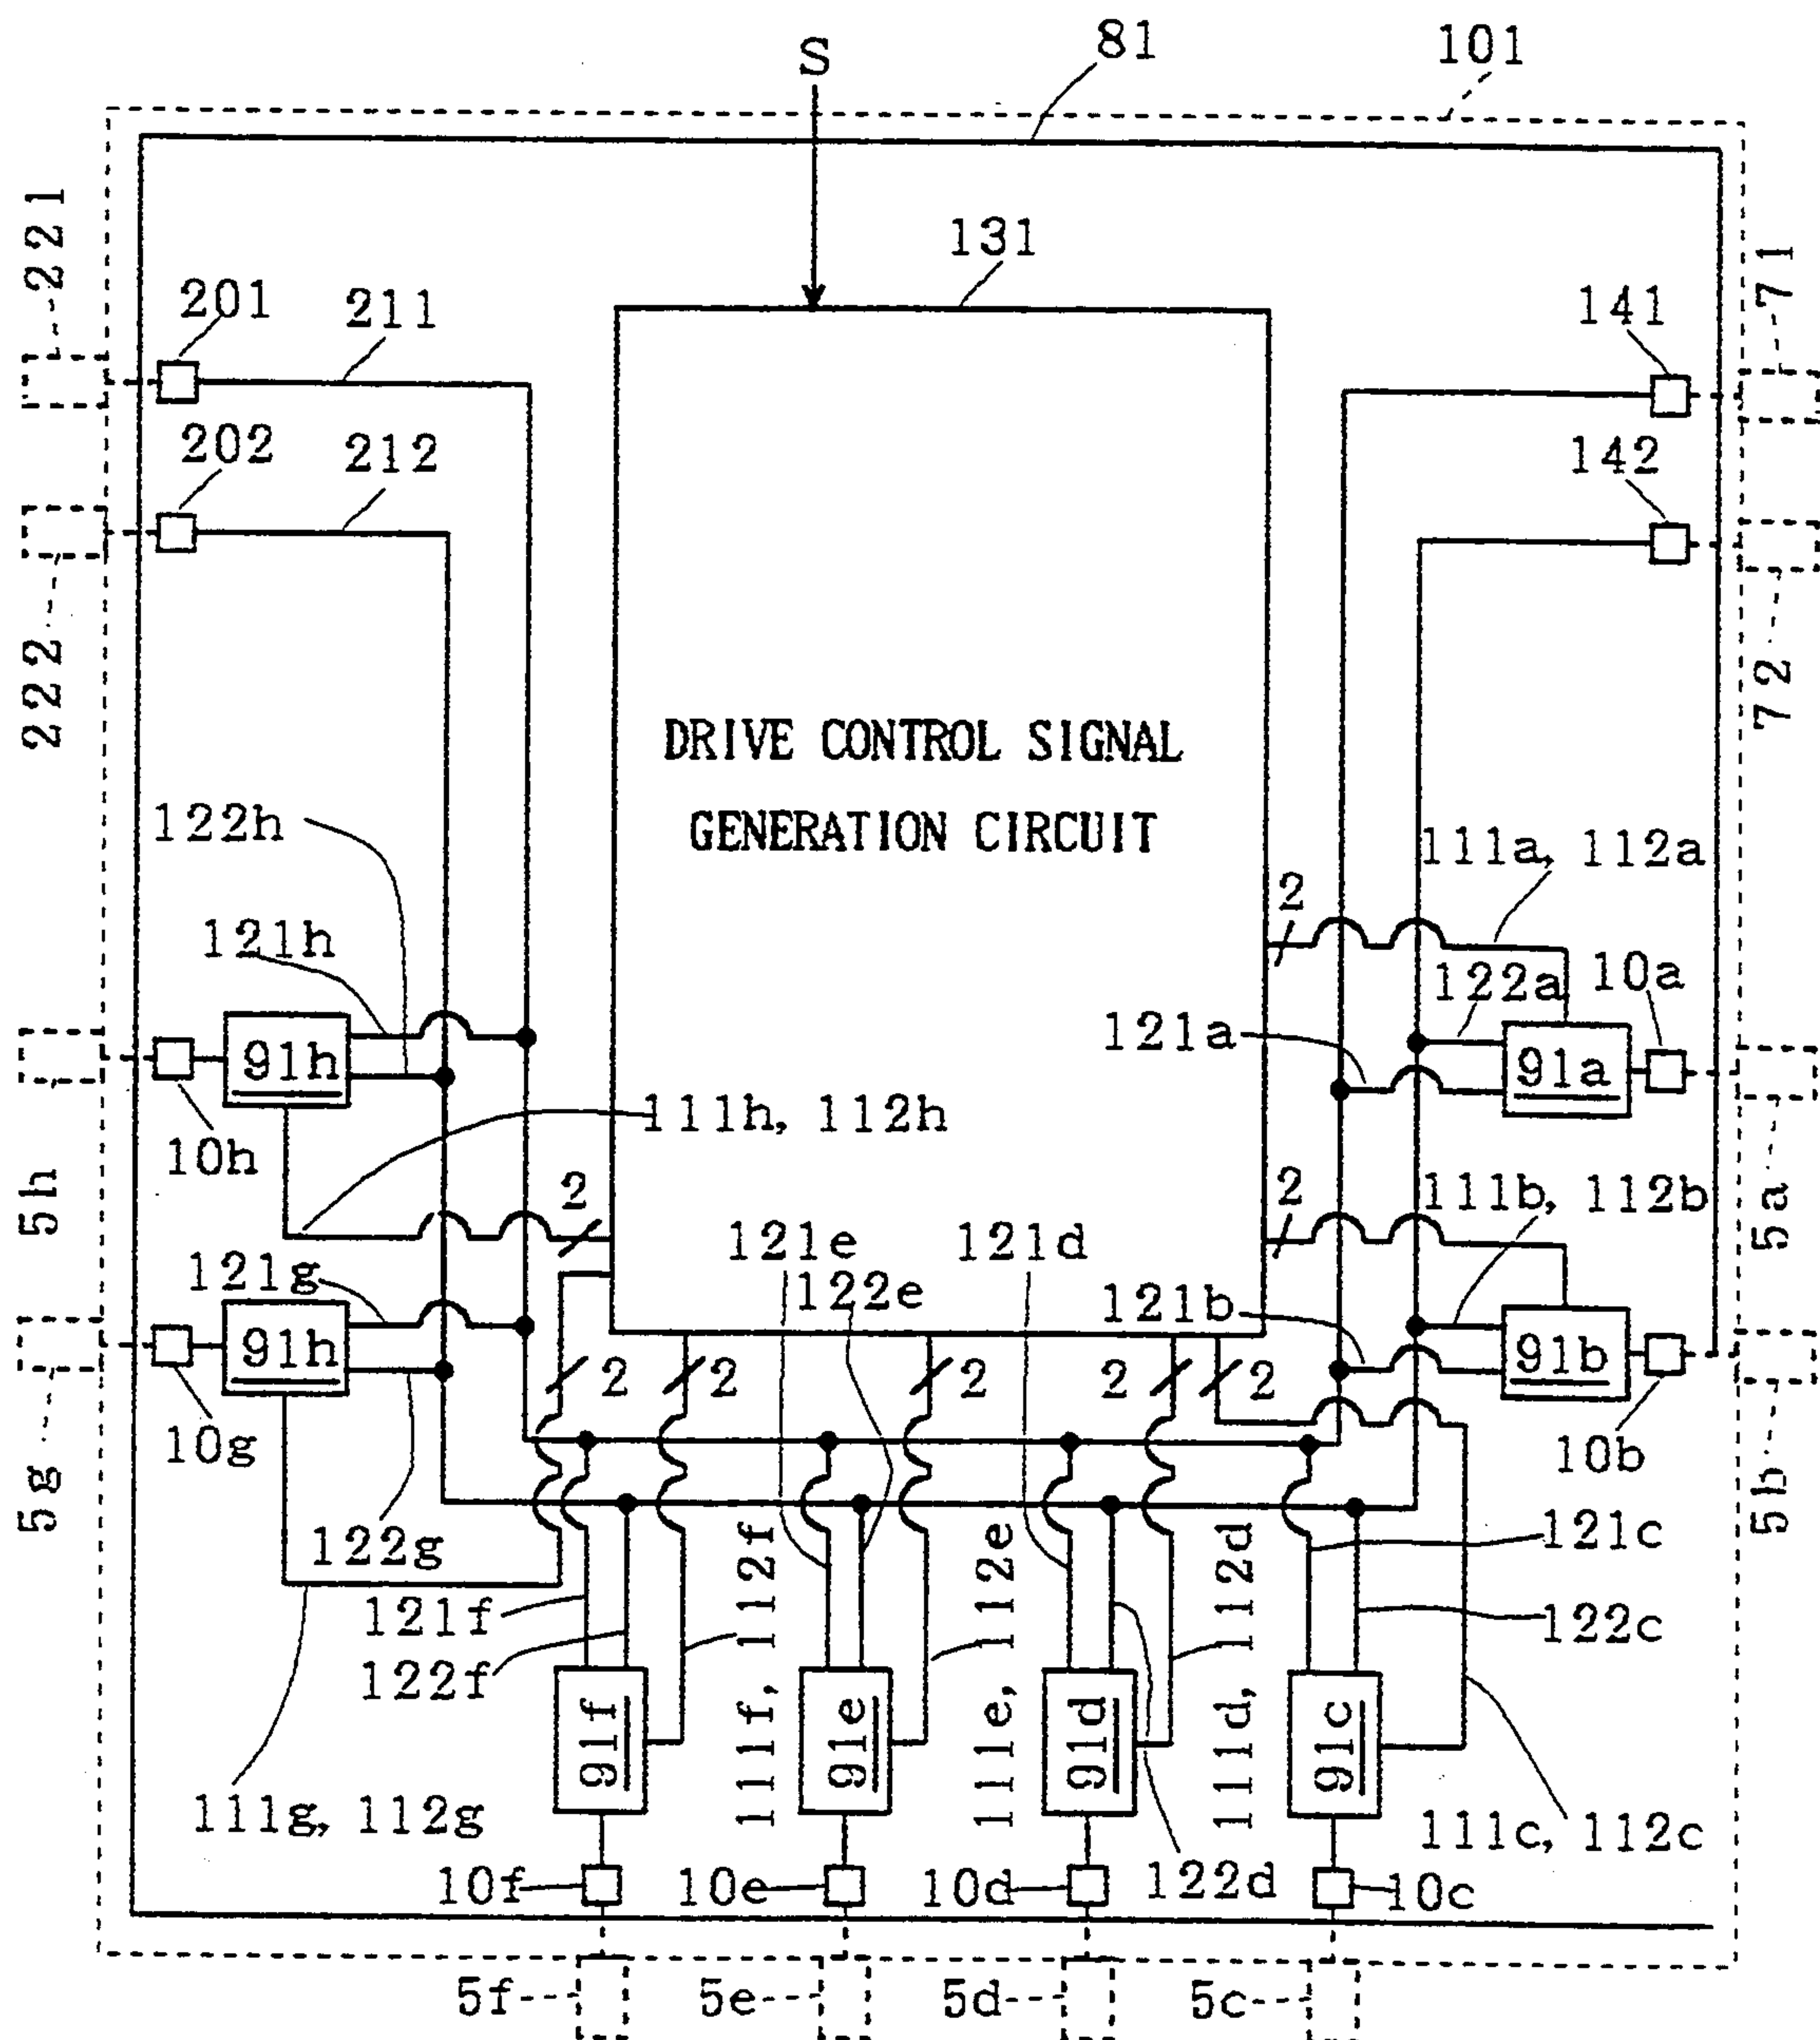 S
81
101
221
131
71
201
211
141
202
212
142
222
72
DRIVE CONTROL SIGNAL
GENERATION CIRCUIT
122h
111a, 112a
2
121h
122a
10a
121a
91h
91a
111h, 112h
10h
5h
2
2
111b, 112b
5a
121e
121d
122e
121g
121b
91h
91b
2
2
2
2
2
10g
10b
5g
5b
122g
121c
121f
122c
122f
111f, 112f
111e, 112e
111d, 112d
91f
91e
91d
91c
111g, 112g
111c, 112c
10f
10e
10d
122d
10c
5f
5e
5d
5c